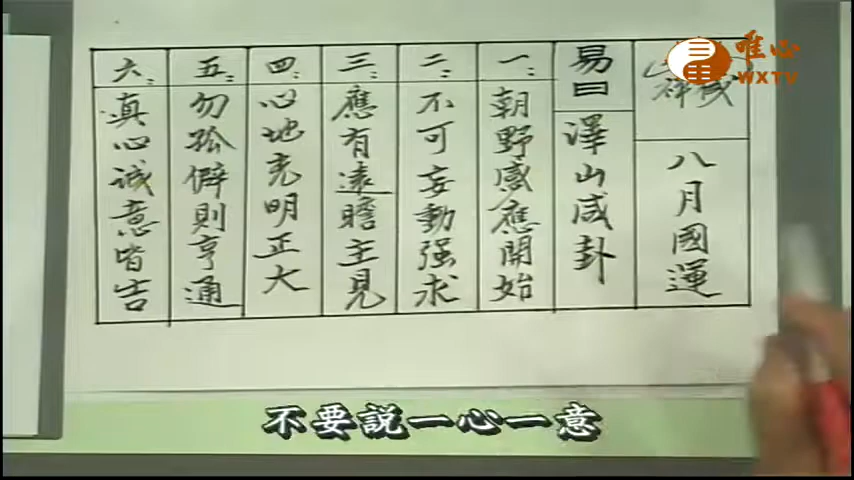 唯心
WXTV
八月國運
易曰
澤山咸卦
一：
朝野感應開始
二：
不可妄動强求
三：
應有遠瞻主見
四：
心地充明正大
五：
勿孤僻則亨通
六：
真心誠意皆吉
不要說一心一意